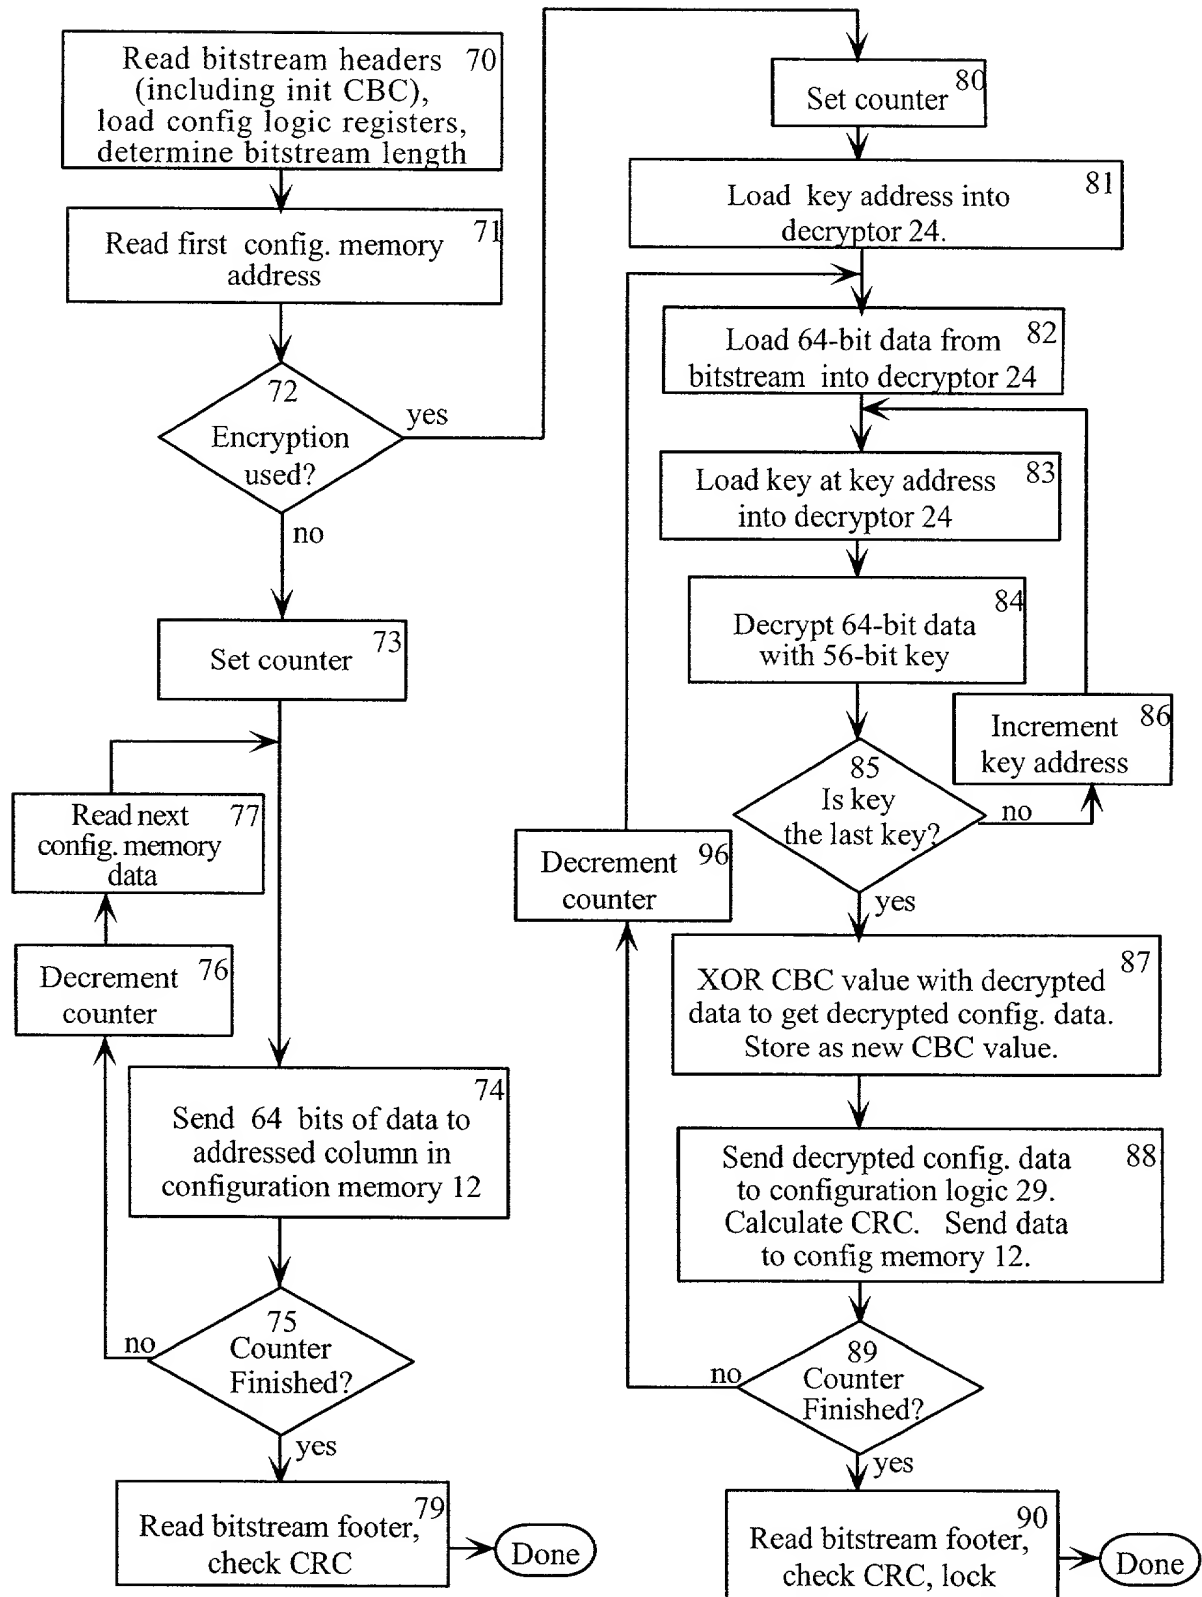 Read bitstream headers 70
(including init CBC),
load config logic registers,
determine bitstream length
Read first config. memory 71
address
72
Encryption
used?
yes
no
73
Set counter
Read next 77
config. memory
data
Decrement 76
counter
74
Send 64 bits of data to
addressed column in
configuration memory 12
75
Counter
Finished?
no
yes
79
Read bitstream footer,
check CRC
Done
80
Set counter
81
Load key address into
decryptor 24.
Load 64-bit data from 82
bitstream into decryptor 24
Load key at key address 83
into decryptor 24
84
Decrypt 64-bit data
with 56-bit key
85
Is key
the last key?
no
yes
Increment 86
key address
Decrement 96
counter
87
XOR CBC value with decrypted
data to get decrypted config. data.
Store as new CBC value.
Send decrypted config. data 88
to configuration logic 29.
Calculate CRC. Send data
to config memory 12.
89
Counter
Finished?
no
yes
90
Read bitstream footer,
check CRC, lock
Done